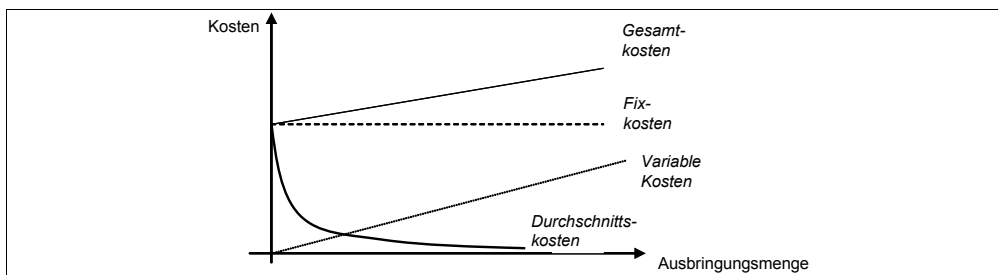 Kosten
Gesamt-
kosten
Fix-
kosten
Variable
Kosten
Durchschnitts-
kosten
Ausbringungsmenge